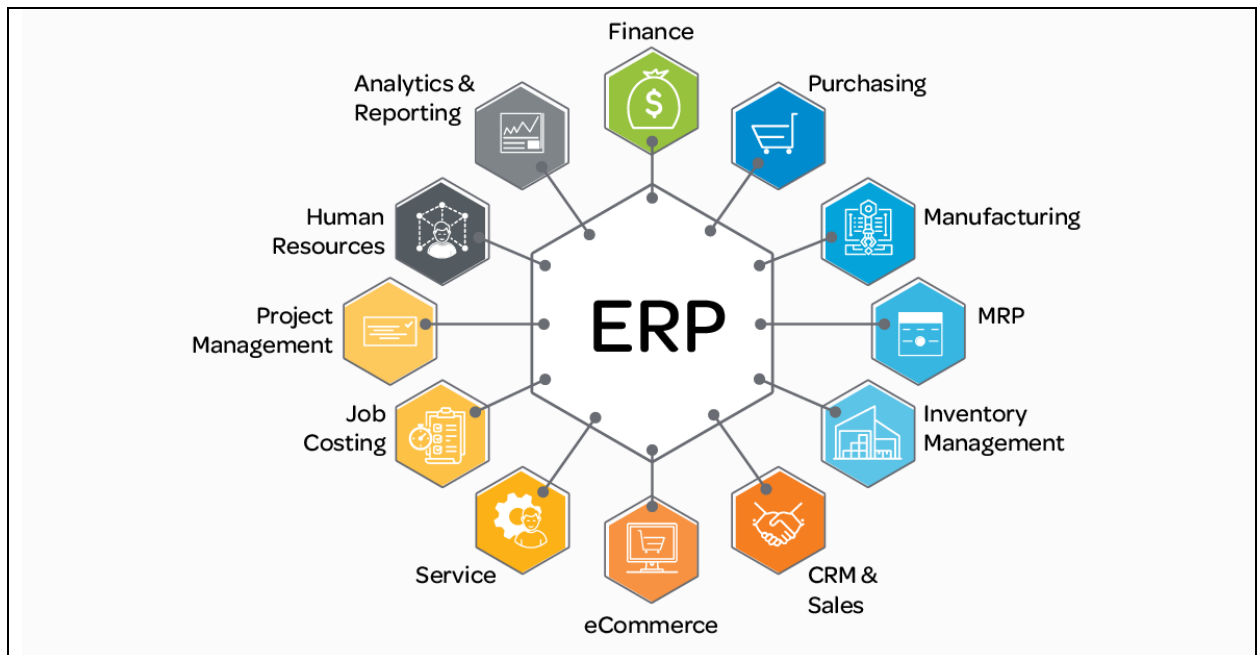 Finance
Analytics &
Reporting
Purchasing
$
Human
Resources
Manufacturing
Project
Management
ERP
MRP
Job
Costing
Inventory
Management
Service
CRM &
Sales
eCommerce